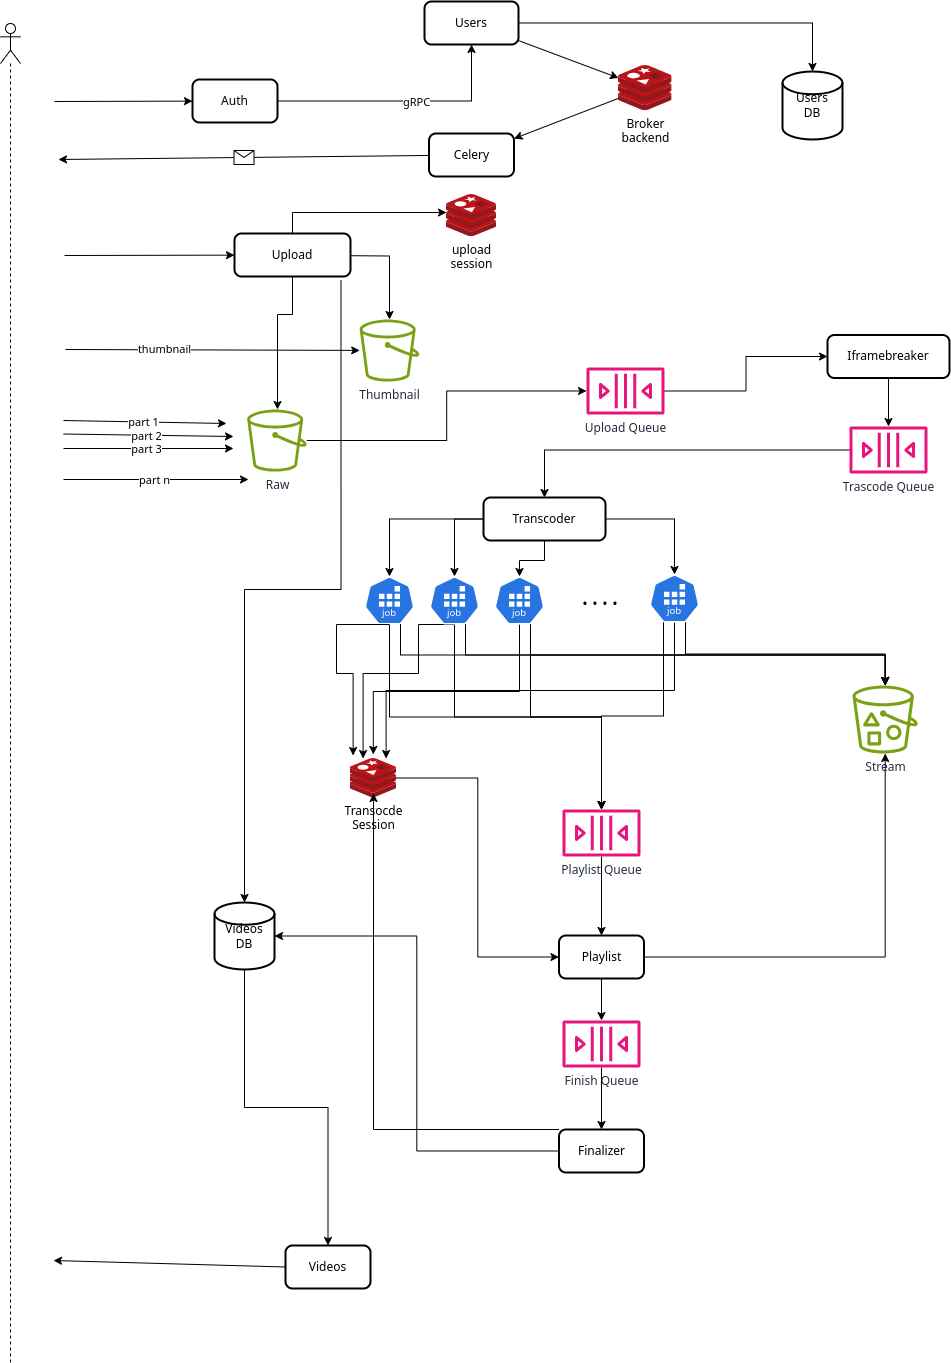 Users
Users
DB
Auth
gRPC
Broker
backend
Celery
upload
session
Upload
thumbnail
Thumbnail
Iframebreaker
Upload Queue
part 1
part 2
part 3
part n
Raw
Trascode Queue
Transcoder
job
job
job
....
job
Stream
Transocde
Session
Playlist Queue
Videos
DB
Playlist
Finish Queue
Finalizer
Videos